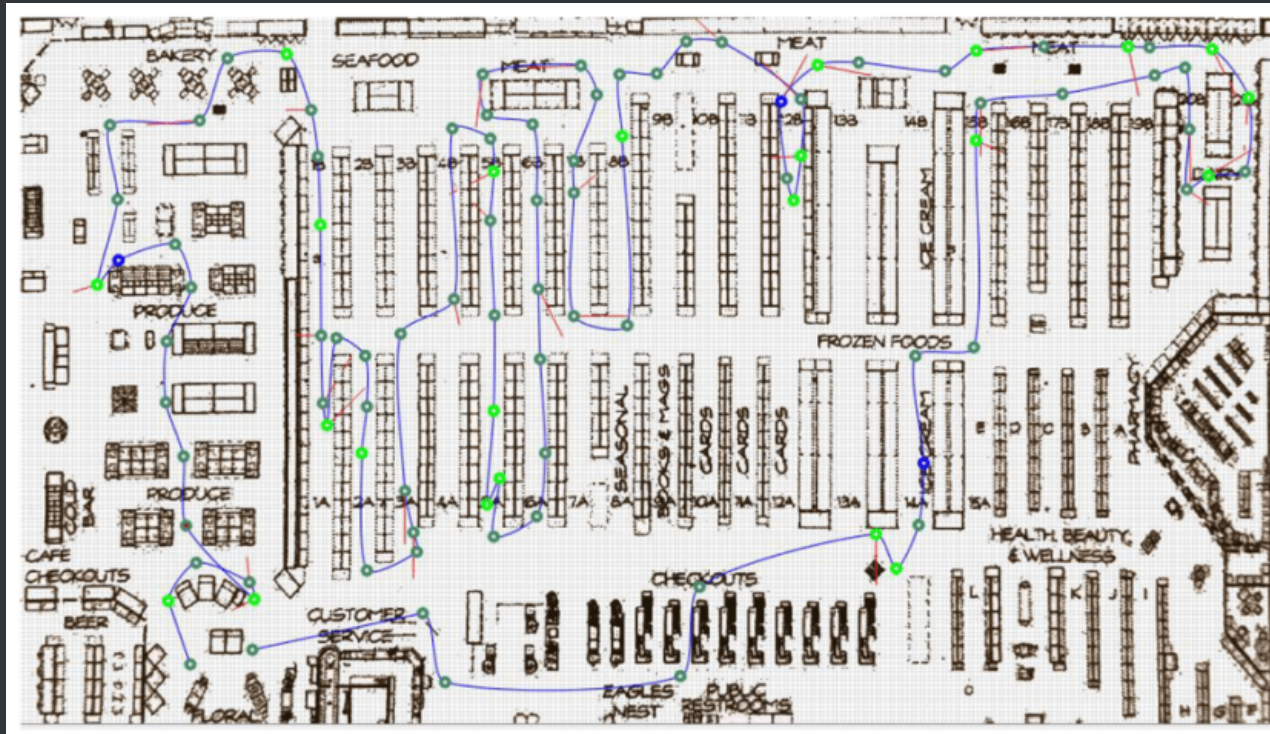 BAKERY
SEAFOOD
MEAT
MEAT
MEAT
2B
3B
4B
5B
6B
8B
9B
10B
11B
12B
13B
14B
15B
16B
17B
18B
19B
20B
DAIRY
ICE CREAM
PRODUCE
FROZEN FOODS
SEASONAL
BOOKS & MAGS
CARDS
CARDS
CARDS
ICE CREAM
E
D
C
B
A
PHARMACY
PRODUCE
1A
2A
3A
4A
6A
7A
8A
10A
11A
12A
13A
14A
15A
BAR
CAFE
CHECKOUTS
BEER
HEALTH, BEAUTY,
& WELLNESS
CHECKOUTS
CUSTOMER
SERVICE
L
K
J
I
EAGLES
NEST
PUBLIC
RESTROOMS
FLORAL
H
G
F